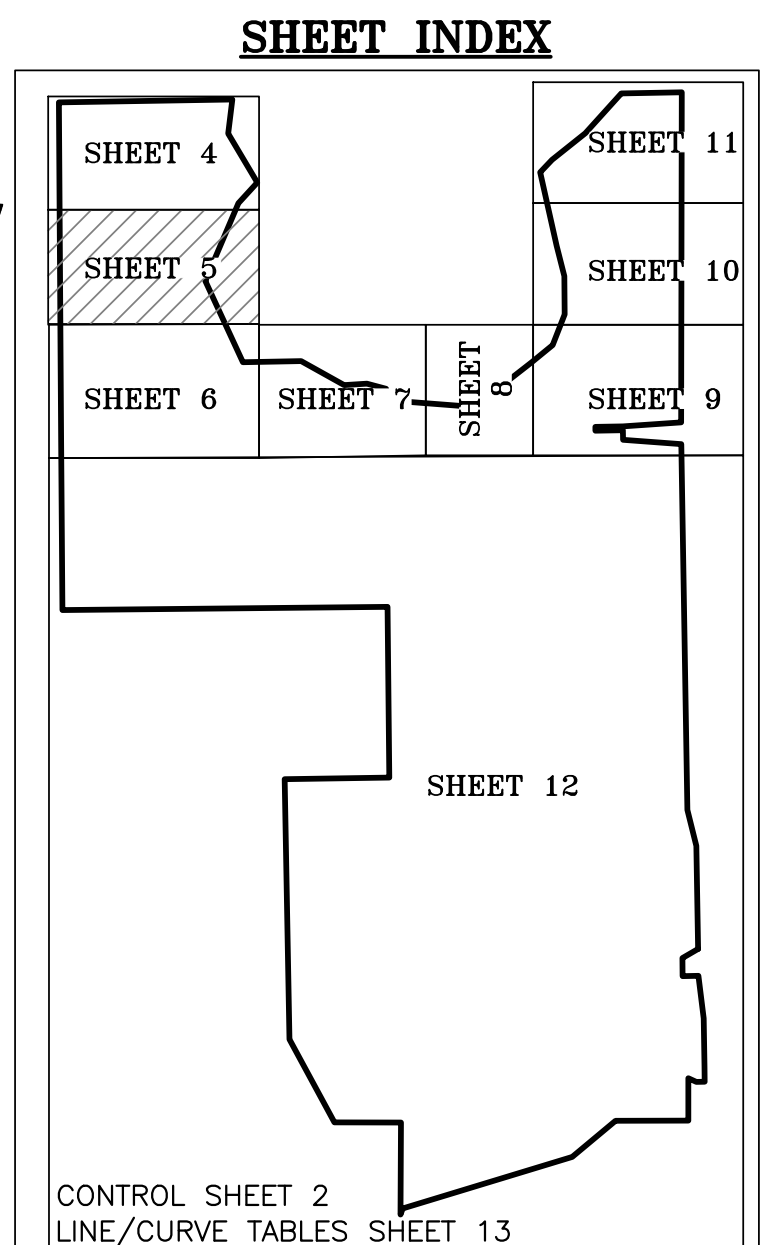 SHEET INDEX
SHEET 4
SHEET 11
SHEET 5
SHEET 10
SHEET 6
SHEET 7
SHEET 8
SHEET 9
SHEET 12
CONTROL SHEET 2
LINE/CURVE TABLES SHEET 13